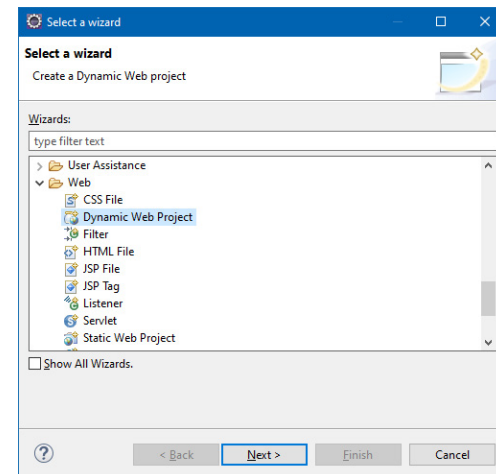 Select a wizard
Select a wizard
Create a Dynamic Web project
Wizards:
type filter text
User Assistance
Web
CSS File
Dynamic Web Project
Filter
HTML File
JSP File
JSP Tag
Listener
Servlet
Static Web Project
Show All Wizards.
? < Back Next > Finish Cancel